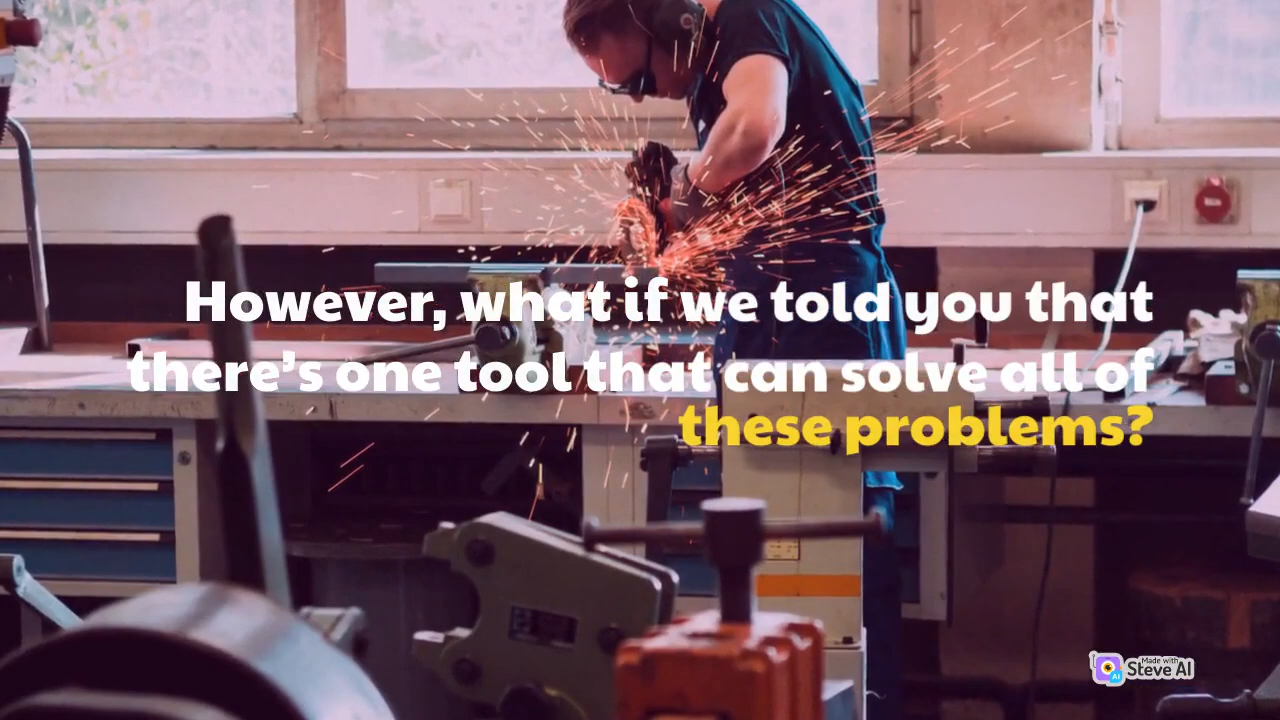 However, what if we told you that
there's one tool that can solve all of
these problems?
Made with
Steve AI
AI